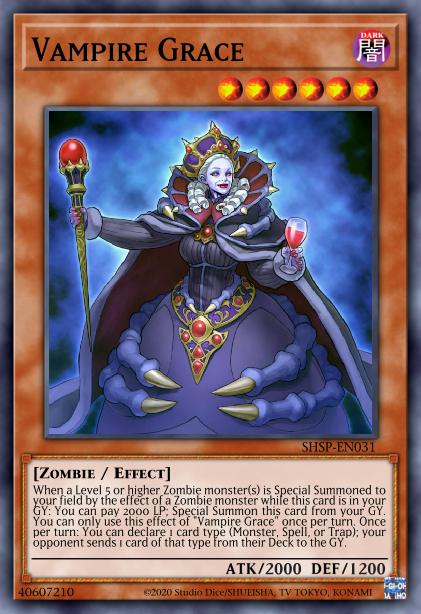 VAMPIRE GRACE
DARK
闇
SHSP-EN031
[ZOMBIE / EFFECT]
When a Level 5 or higher Zombie monster(s) is Special Summoned to
your field by the effect of a Zombie monster while this card is in your
GY: You can pay 2000 LP; Special Summon this card from your GY.
You can only use this effect of "Vampire Grace" once per turn. Once
per turn: You can declare 1 card type (Monster, Spell, or Trap); your
opponent sends 1 card of that type from their Deck to the GY.
ATK/2000 DEF/1200
40607210
©2020 Studio Dice/SHUEISHA, TV TOKYO, KONAMI